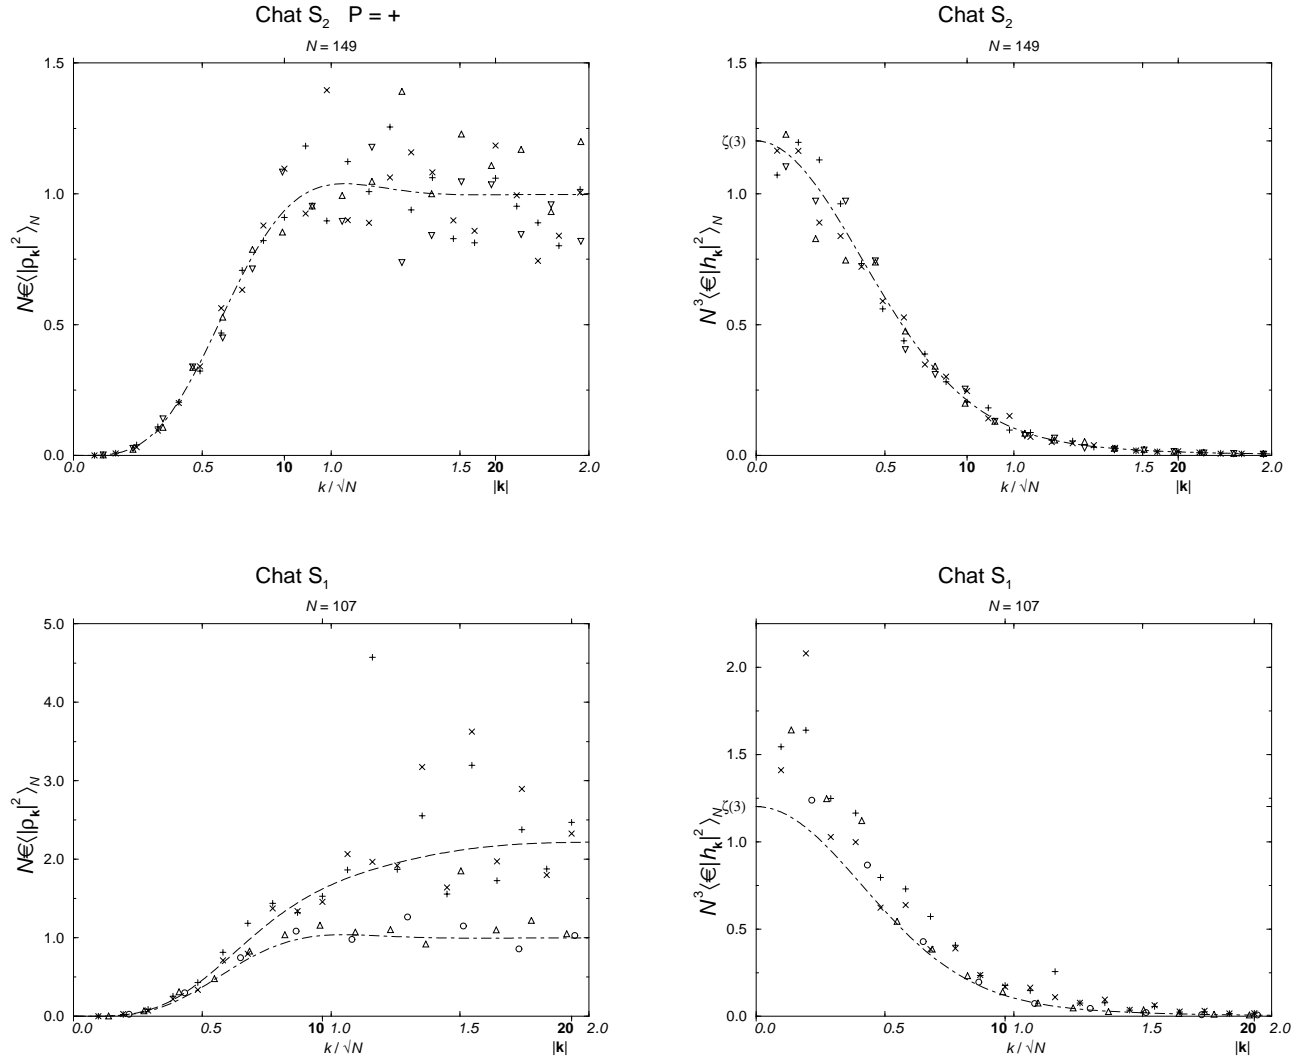 Chat S₂ P = +
N = 149
1.5
1.0
0.5
0.0
N€⟨|ρₖ|² ⟩_N
0.0 0.5 10 1.0 1.5 20 2.0
k / √N |k|
Chat S₂
N = 149
1.5
ζ(3)
1.0
0.5
0.0
N³⟨€|hₖ|² ⟩_N
0.0 0.5 10 1.0 1.5 20 2.0
k / √N |k|
Chat S₁
N = 107
5.0
4.0
3.0
2.0
1.0
0.0
N€⟨|ρₖ|² ⟩_N
0.0 0.5 10 1.0 1.5 20 2.0
k / √N |k|
Chat S₁
N = 107
2.0
1.5
ζ(3)
1.0
0.5
0.0
N³⟨€|hₖ|² ⟩_N
0.0 0.5 10 1.0 1.5 20 2.0
k / √N |k|